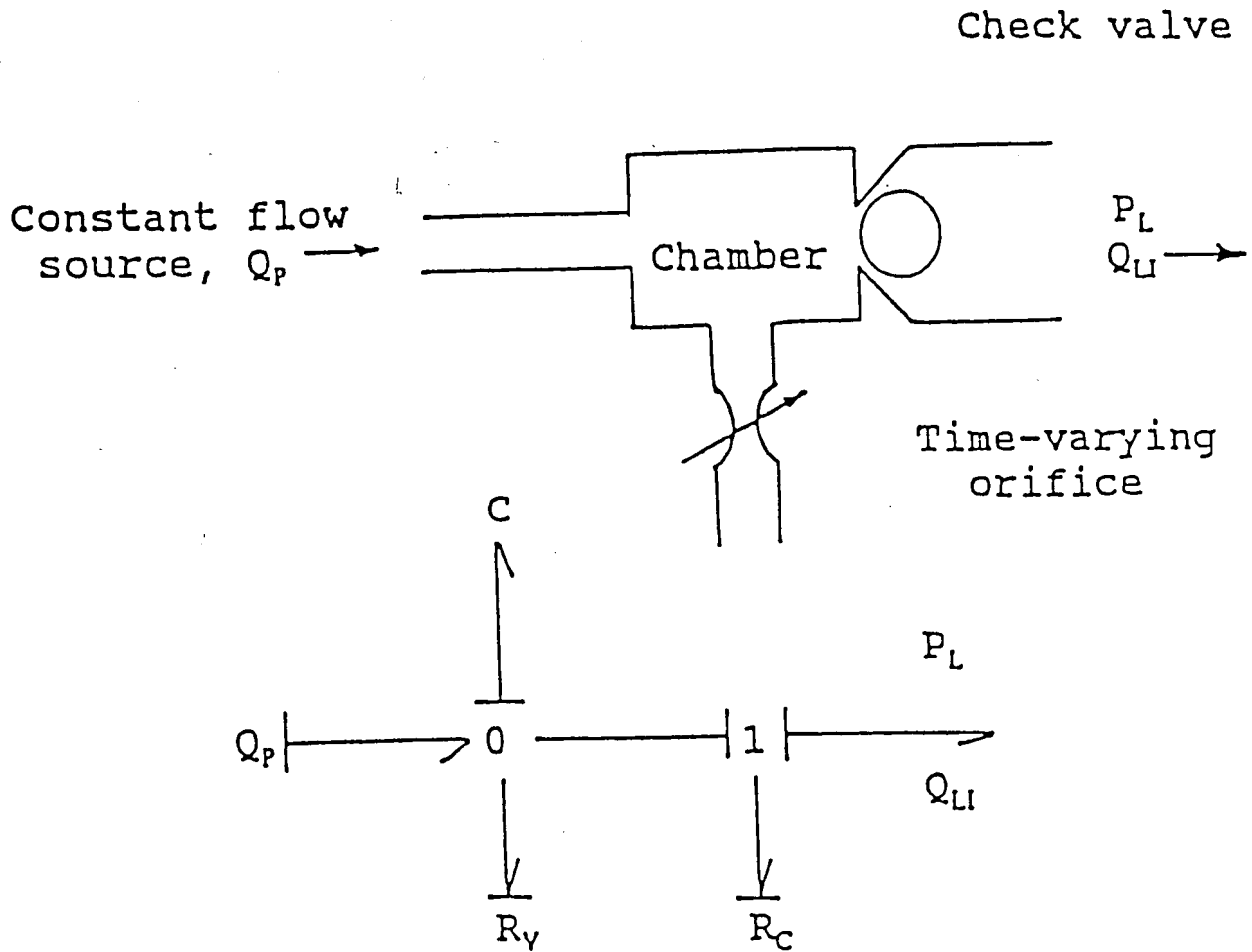 Check valve
Constant flow
source, Qp
Chamber
PL
QLI
Time-varying
orifice
C
PL
Qp 0 1
QLI
RV RC